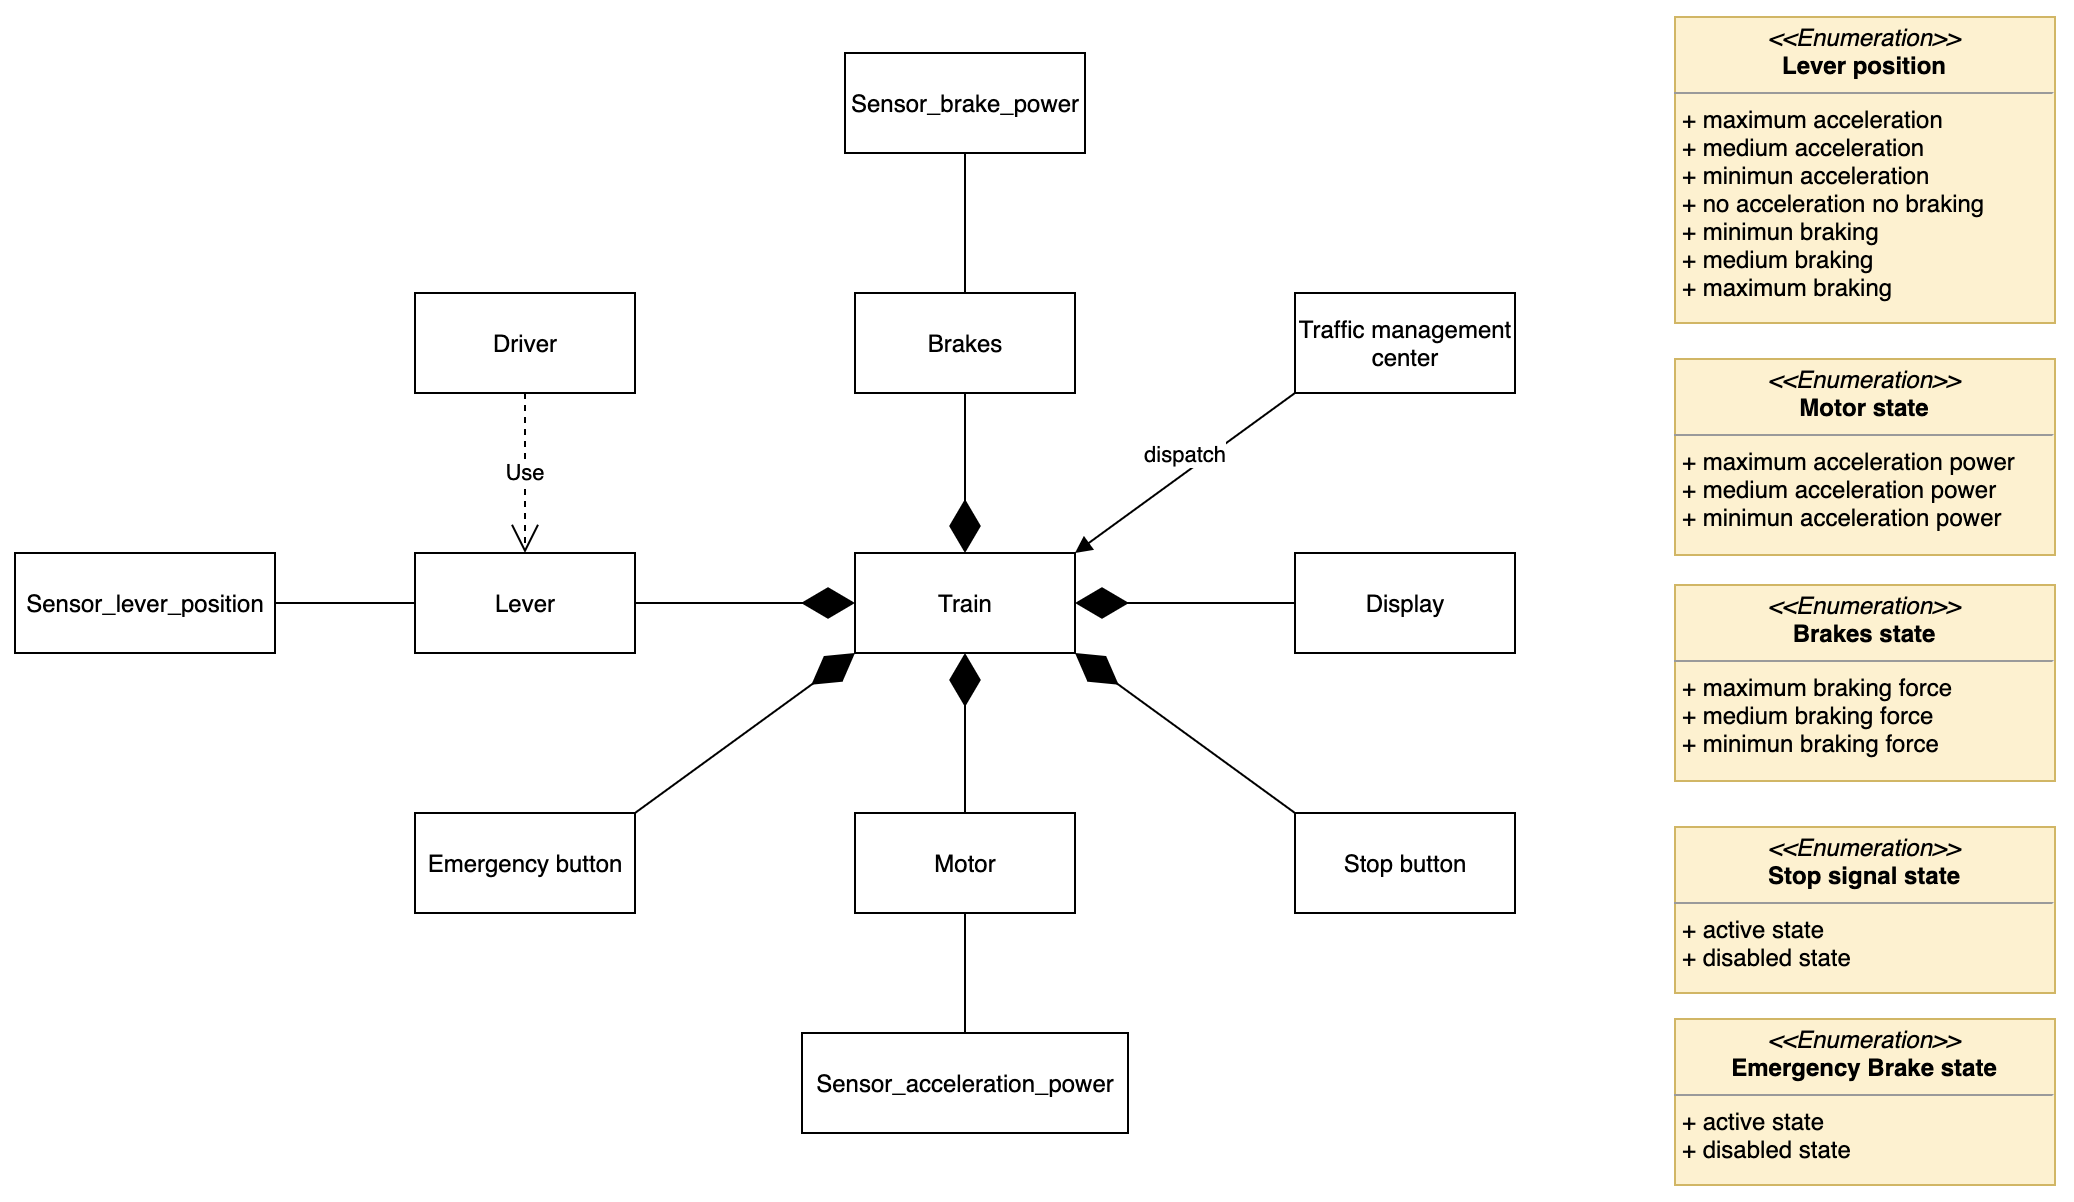 Sensor_brake_power
Driver
Brakes
Traffic management
center
Use
dispatch
Sensor_lever_position
Lever
Train
Display
Emergency button
Motor
Stop button
Sensor_acceleration_power
<<Enumeration>>
Lever position
+ maximum acceleration
+ medium acceleration
+ minimun acceleration
+ no acceleration no braking
+ minimun braking
+ medium braking
+ maximum braking
<<Enumeration>>
Motor state
+ maximum acceleration power
+ medium acceleration power
+ minimun acceleration power
<<Enumeration>>
Brakes state
+ maximum braking force
+ medium braking force
+ minimun braking force
<<Enumeration>>
Stop signal state
+ active state
+ disabled state
<<Enumeration>>
Emergency Brake state
+ active state
+ disabled state